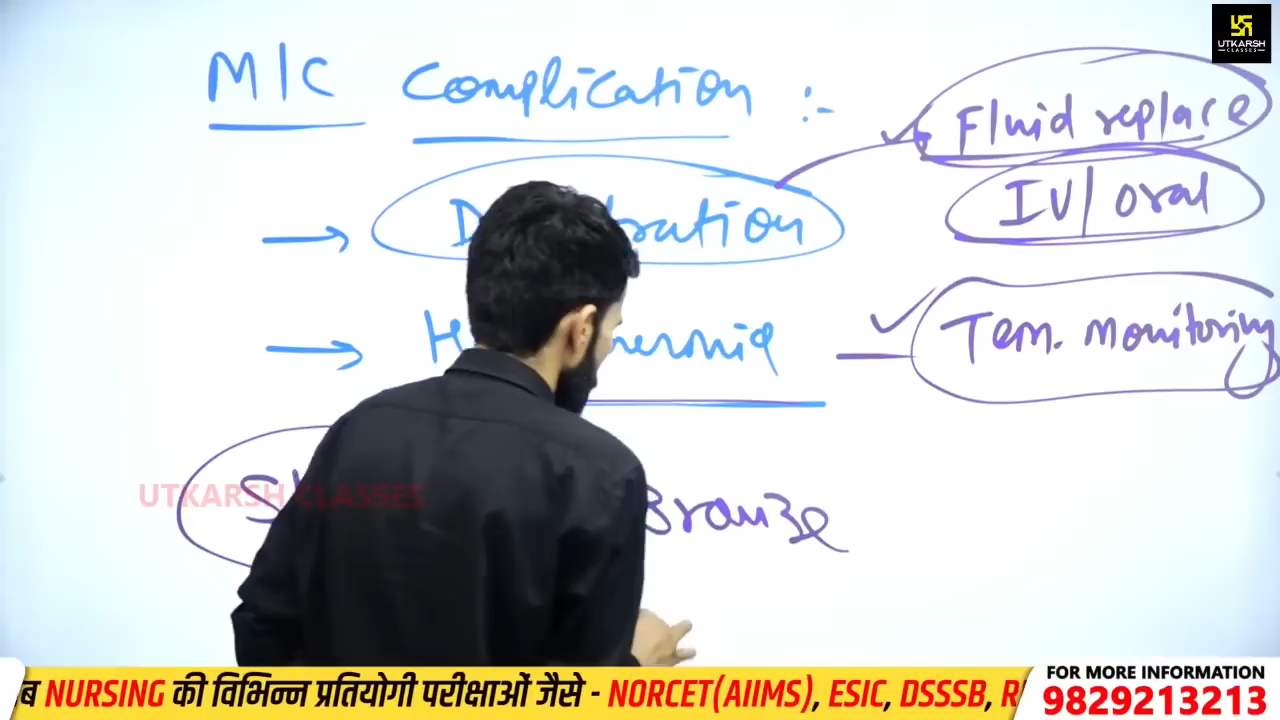 UTKARSH
CLASSES
M/C Complication :-
Fluid replace
IV/ oral
→
→
Tem. monitoring
UTKARSH CLASSES
Bronze
NURSING की विभिन्न प्रतियोगी परीक्षाओं जैसे - NORCET(AIIMS), ESIC, DSSSB,
FOR MORE INFORMATION
9829213213